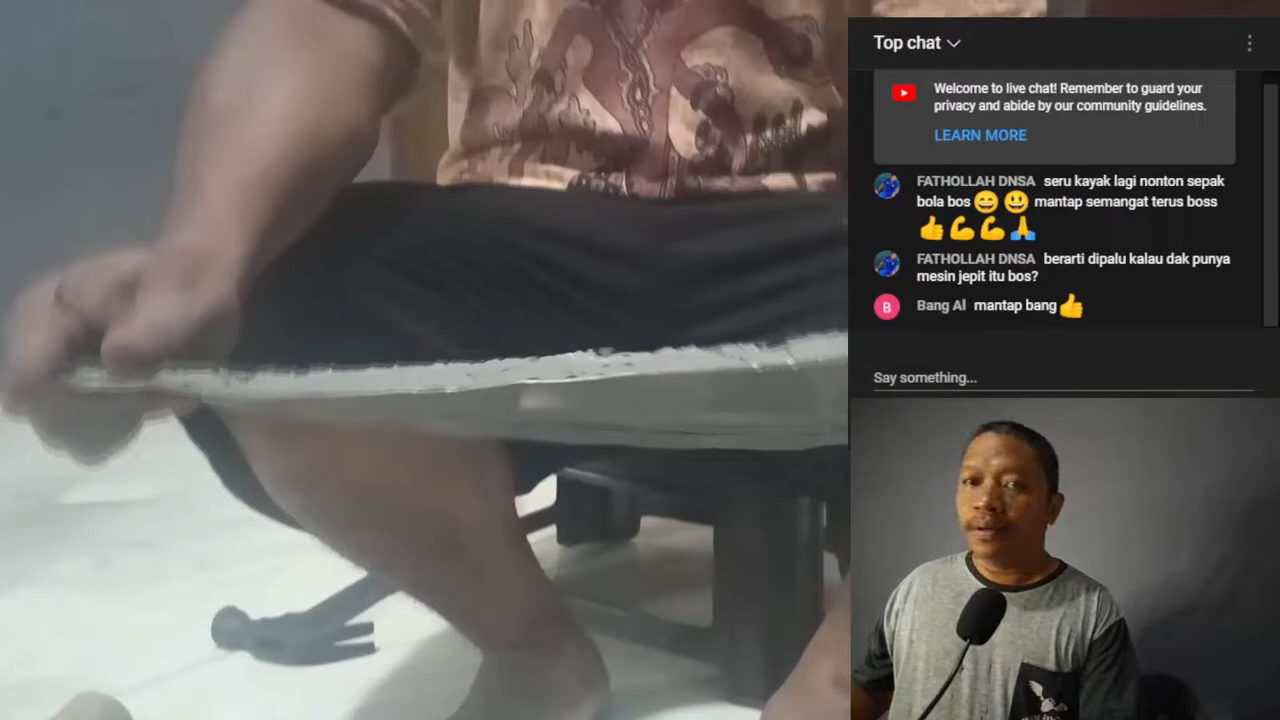 Top chat
Welcome to live chat! Remember to guard your
privacy and abide by our community guidelines.
LEARN MORE
FATHOLLAH DNSA seru kayak lagi nonton sepak
bola bos😄😃 mantap semangat terus boss
👍💪💪🙏
FATHOLLAH DNSA berarti dipalu kalau dak punya
mesin jepit itu bos?
B Bang Al mantap bang👍
Say something...